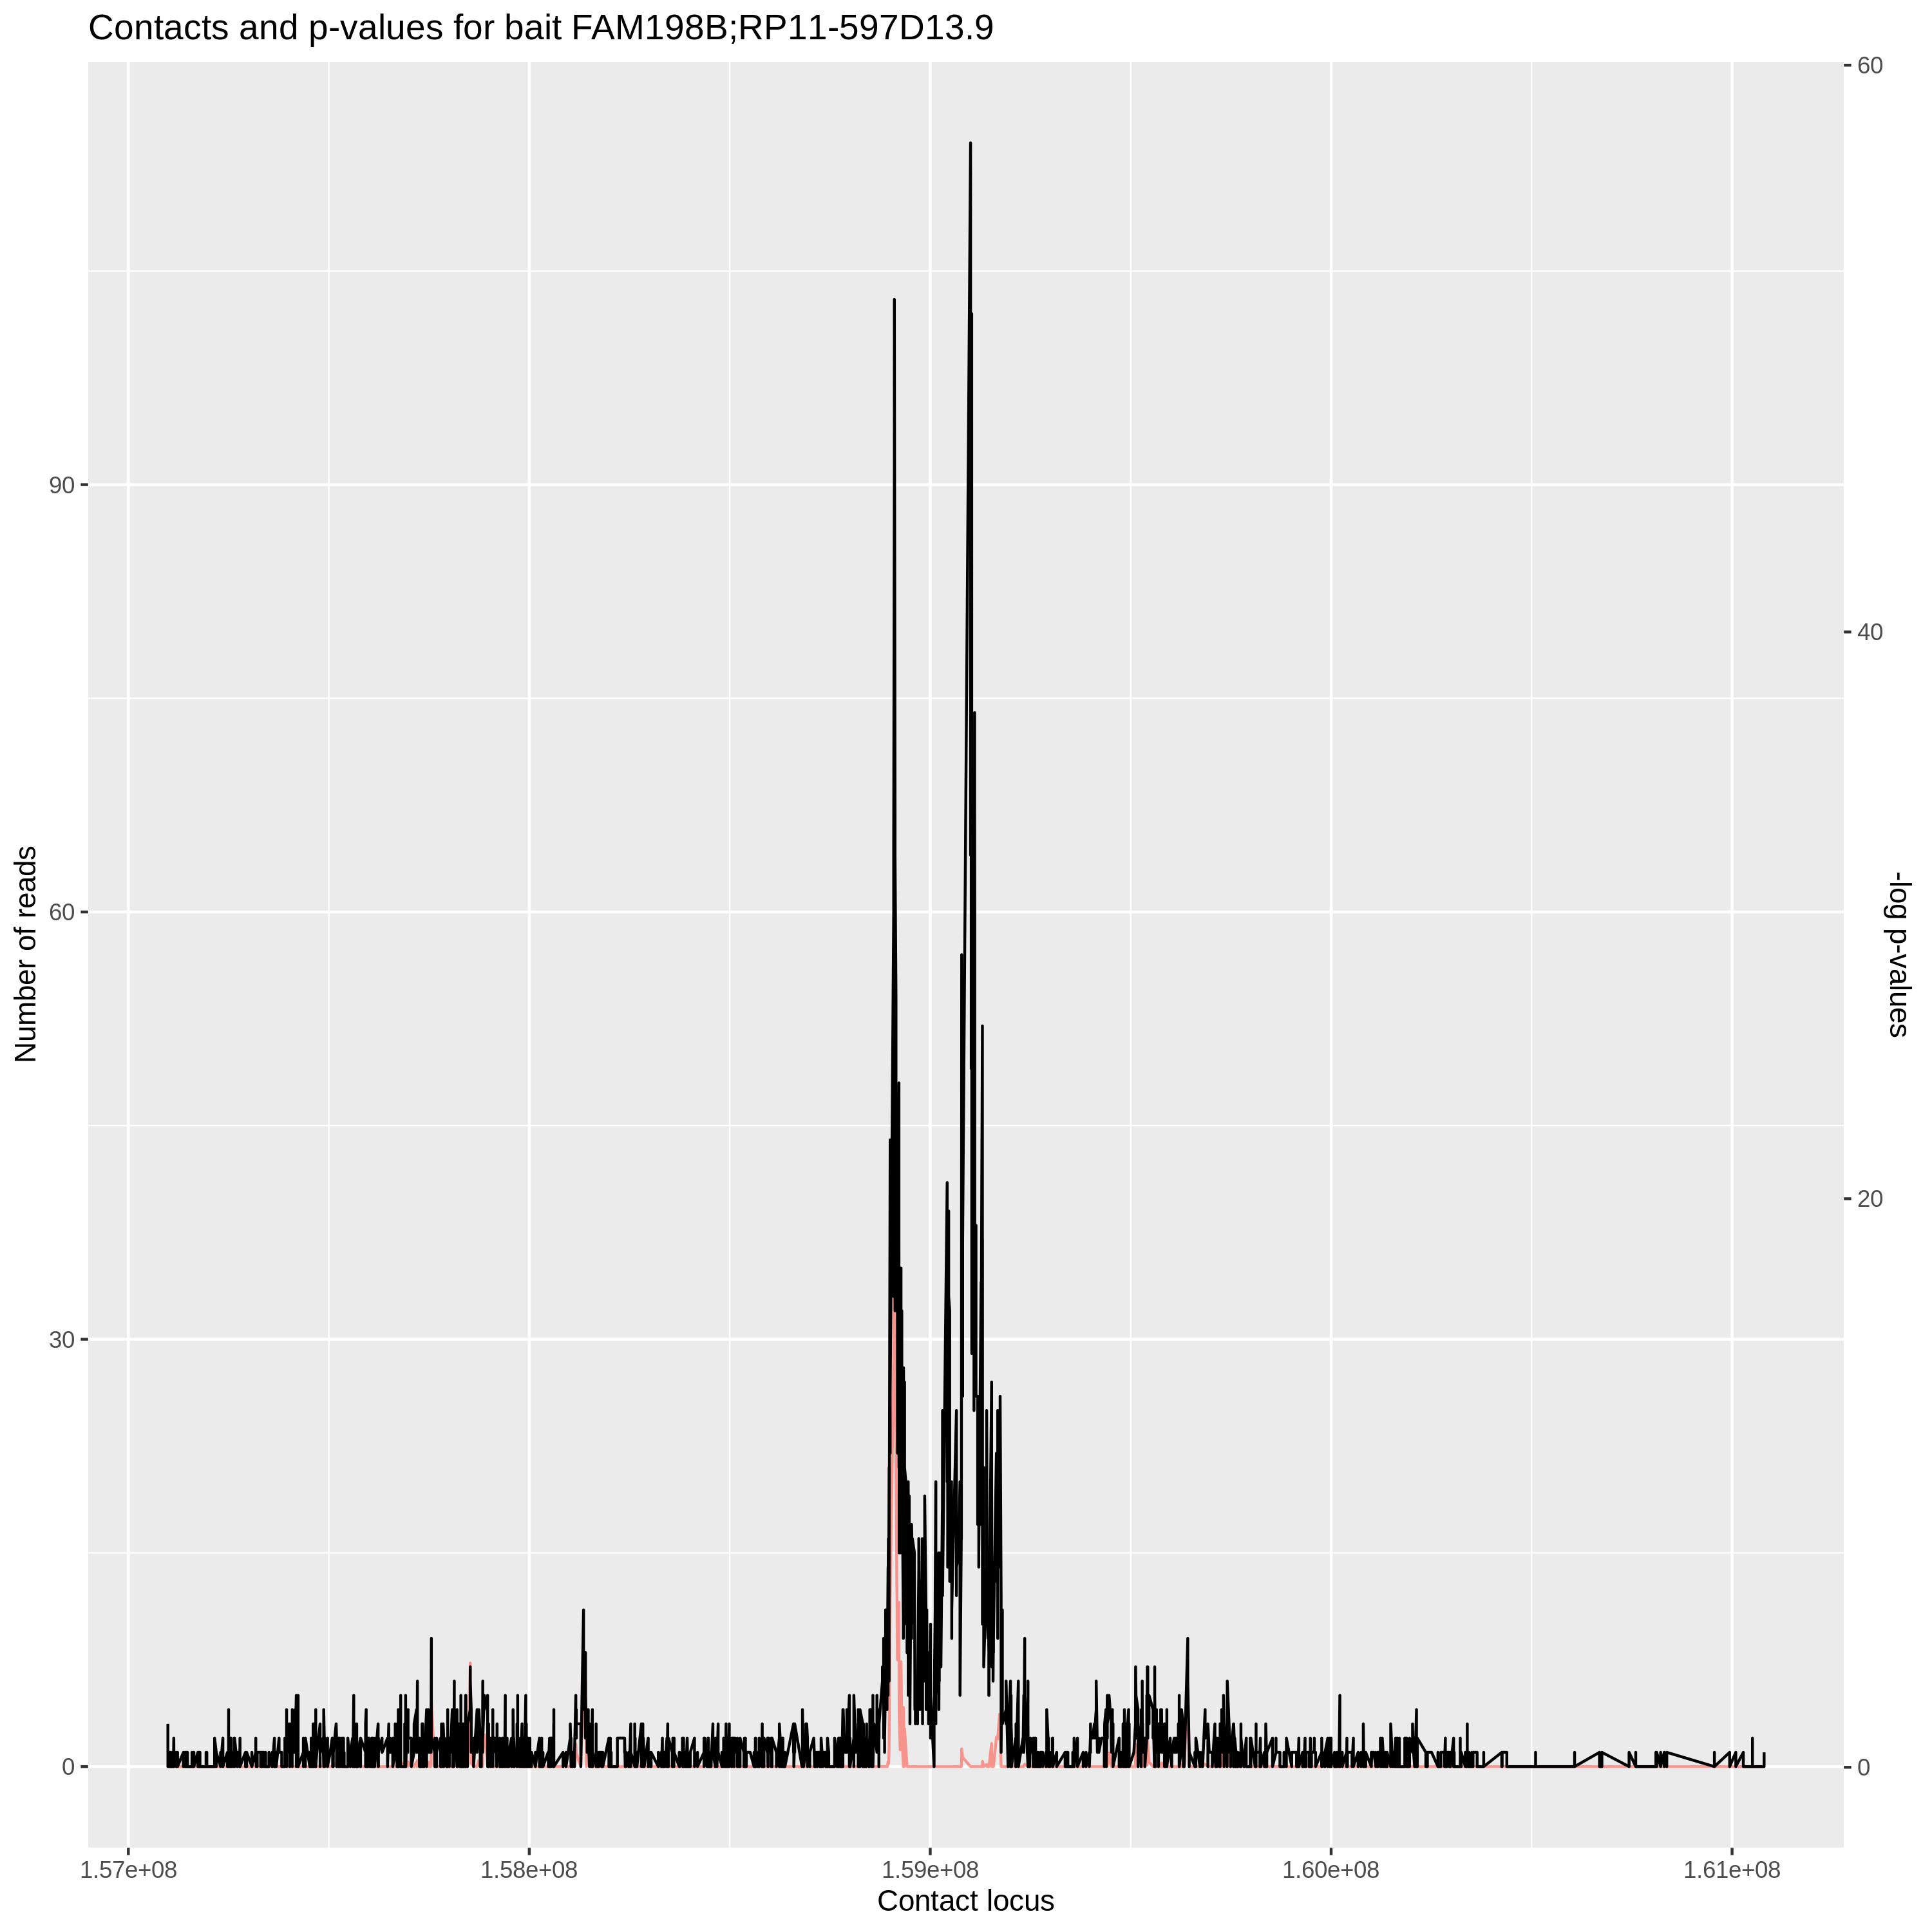 Contacts and p-values for bait FAM198B;RP11-597D13.9
60
90
40
60
20
30
0
0
Number of reads
-log p-values
1.57e+08
1.58e+08
1.59e+08
1.60e+08
1.61e+08
Contact locus